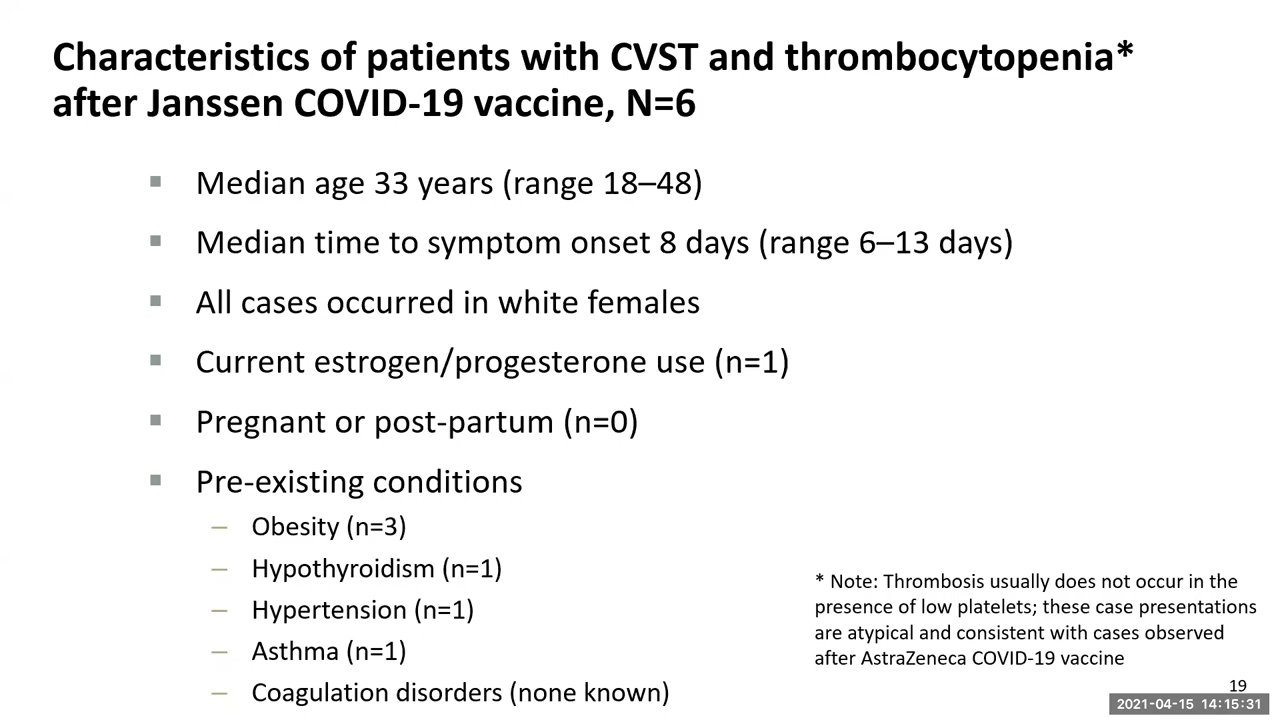 Characteristics of patients with CVST and thrombocytopenia*
after Janssen COVID-19 vaccine, N=6
▪ Median age 33 years (range 18–48)
▪ Median time to symptom onset 8 days (range 6–13 days)
▪ All cases occurred in white females
▪ Current estrogen/progesterone use (n=1)
▪ Pregnant or post-partum (n=0)
▪ Pre-existing conditions
– Obesity (n=3)
– Hypothyroidism (n=1)
– Hypertension (n=1)
– Asthma (n=1)
– Coagulation disorders (none known)
* Note: Thrombosis usually does not occur in the
presence of low platelets; these case presentations
are atypical and consistent with cases observed
after AstraZeneca COVID-19 vaccine
19
2021-04-15 14:15:31